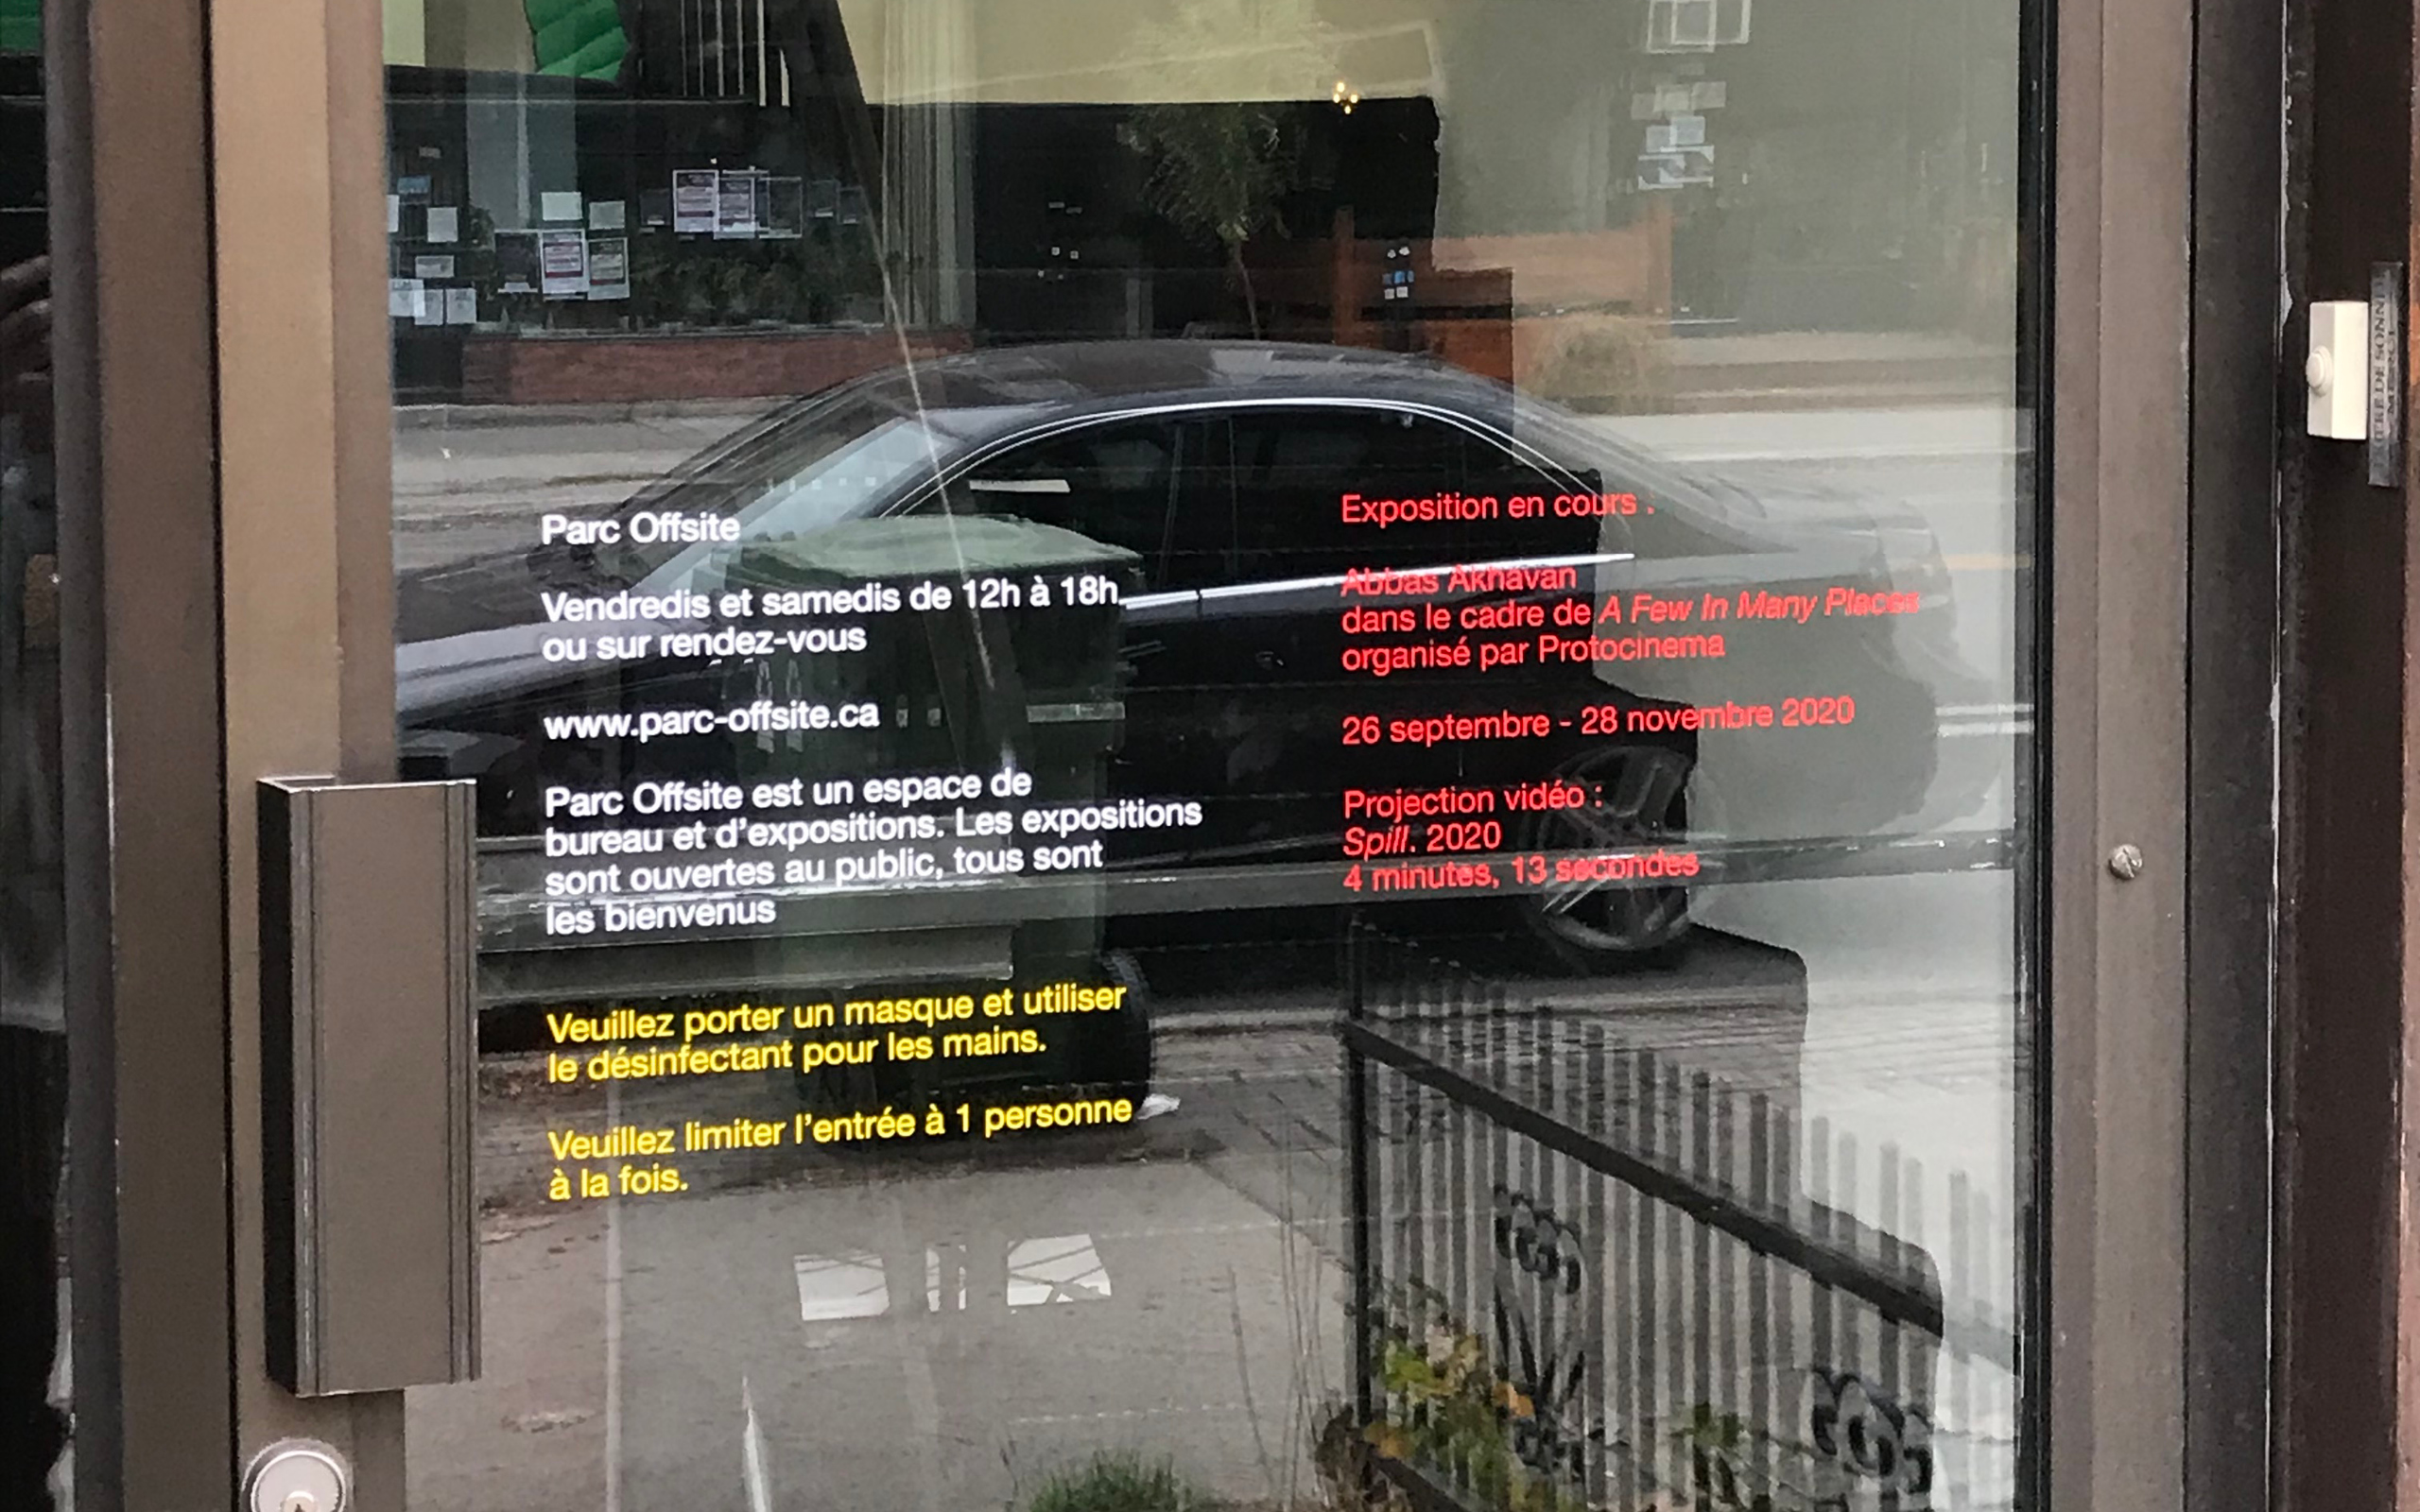 Parc Offsite
Vendredis et samedis de 12h à 18h
ou sur rendez-vous
www.parc-offsite.ca
Parc Offsite est un espace de
bureau et d'expositions. Les expositions
sont ouvertes au public, tous sont
les bienvenus
Veuillez porter un masque et utiliser
le désinfectant pour les mains.
Veuillez limiter l'entrée à 1 personne
à la fois.
Exposition en cours :
Abbas Akhavan
dans le cadre de A Few In Many Places
organisé par Protocinema
26 septembre - 28 novembre 2020
Projection vidéo :
Spill. 2020
4 minutes, 13 secondes